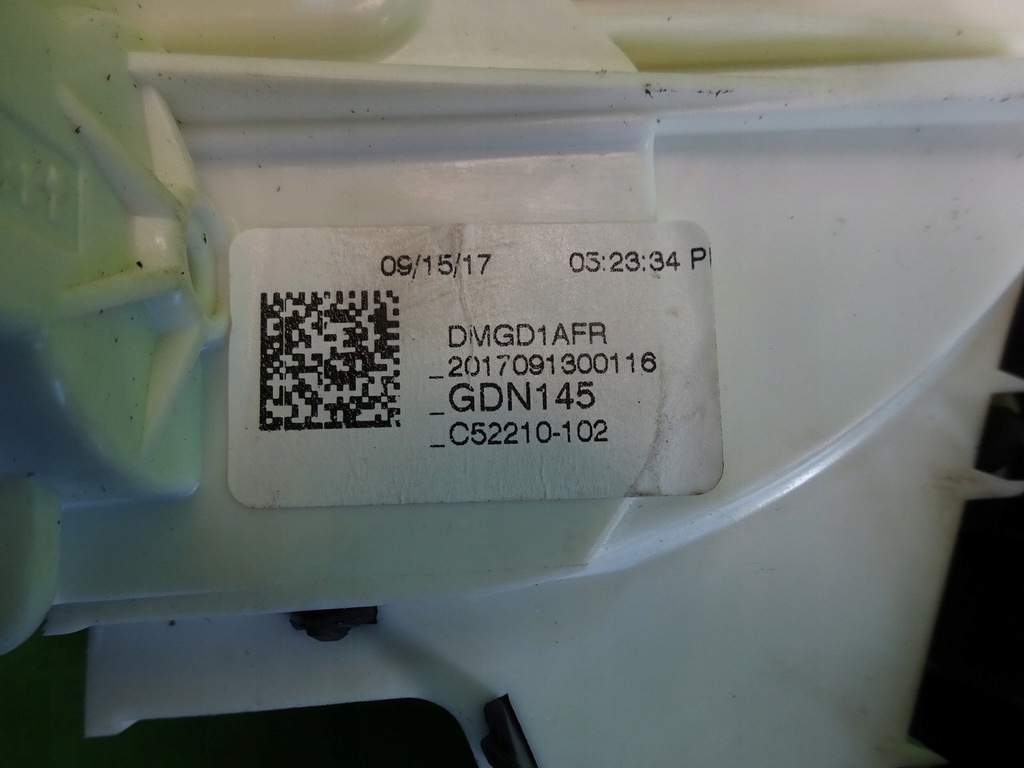 09/15/17 05:23:34 P
DMGD1AFR
_2017091300116
_GDN145
_C52210-102